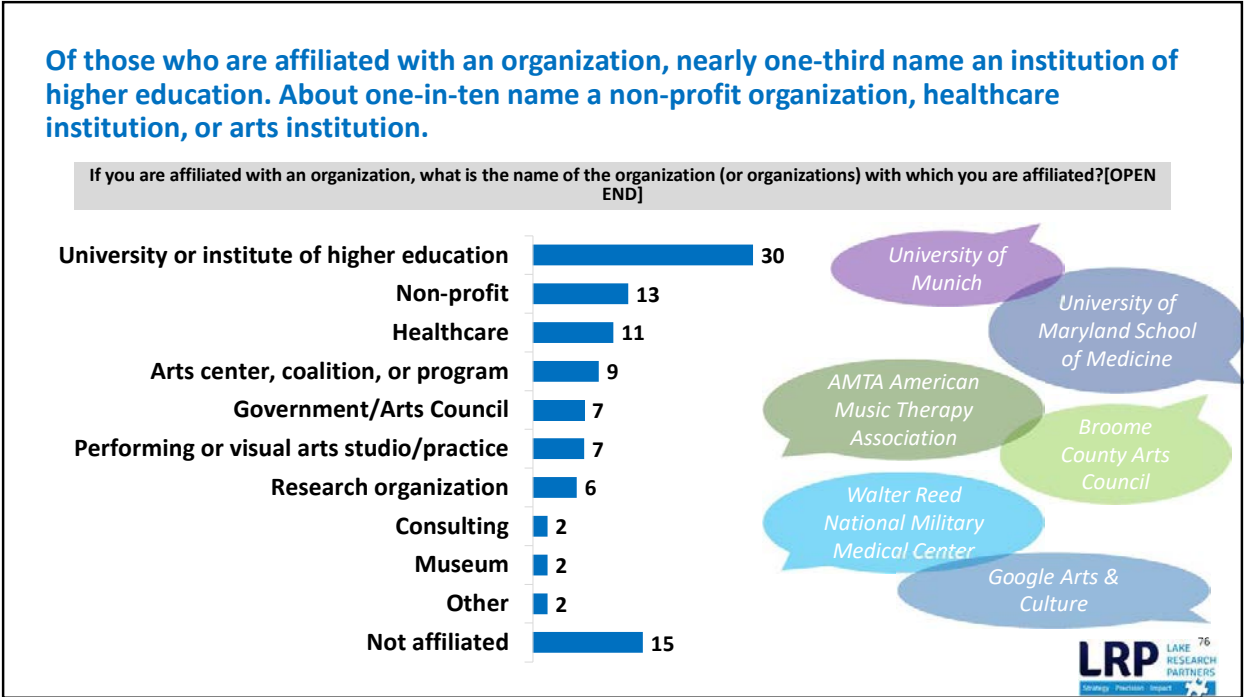 Of those who are affiliated with an organization, nearly one-third name an institution of
higher education. About one-in-ten name a non-profit organization, healthcare
institution, or arts institution.
If you are affiliated with an organization, what is the name of the organization (or organizations) with which you are affiliated?[OPEN
END]
University or institute of higher education 30
Non-profit 13
Healthcare 11
Arts center, coalition, or program 9
Government/Arts Council 7
Performing or visual arts studio/practice 7
Research organization 6
Consulting 2
Museum 2
Other 2
Not affiliated 15
University of
Munich
University of
Maryland School
of Medicine
AMTA American
Music Therapy
Association
Broome
County Arts
Council
Walter Reed
National Military
Medical Center
Google Arts &
Culture
76
LRP LAKE
RESEARCH
PARTNERS
Strategy Precision Impact